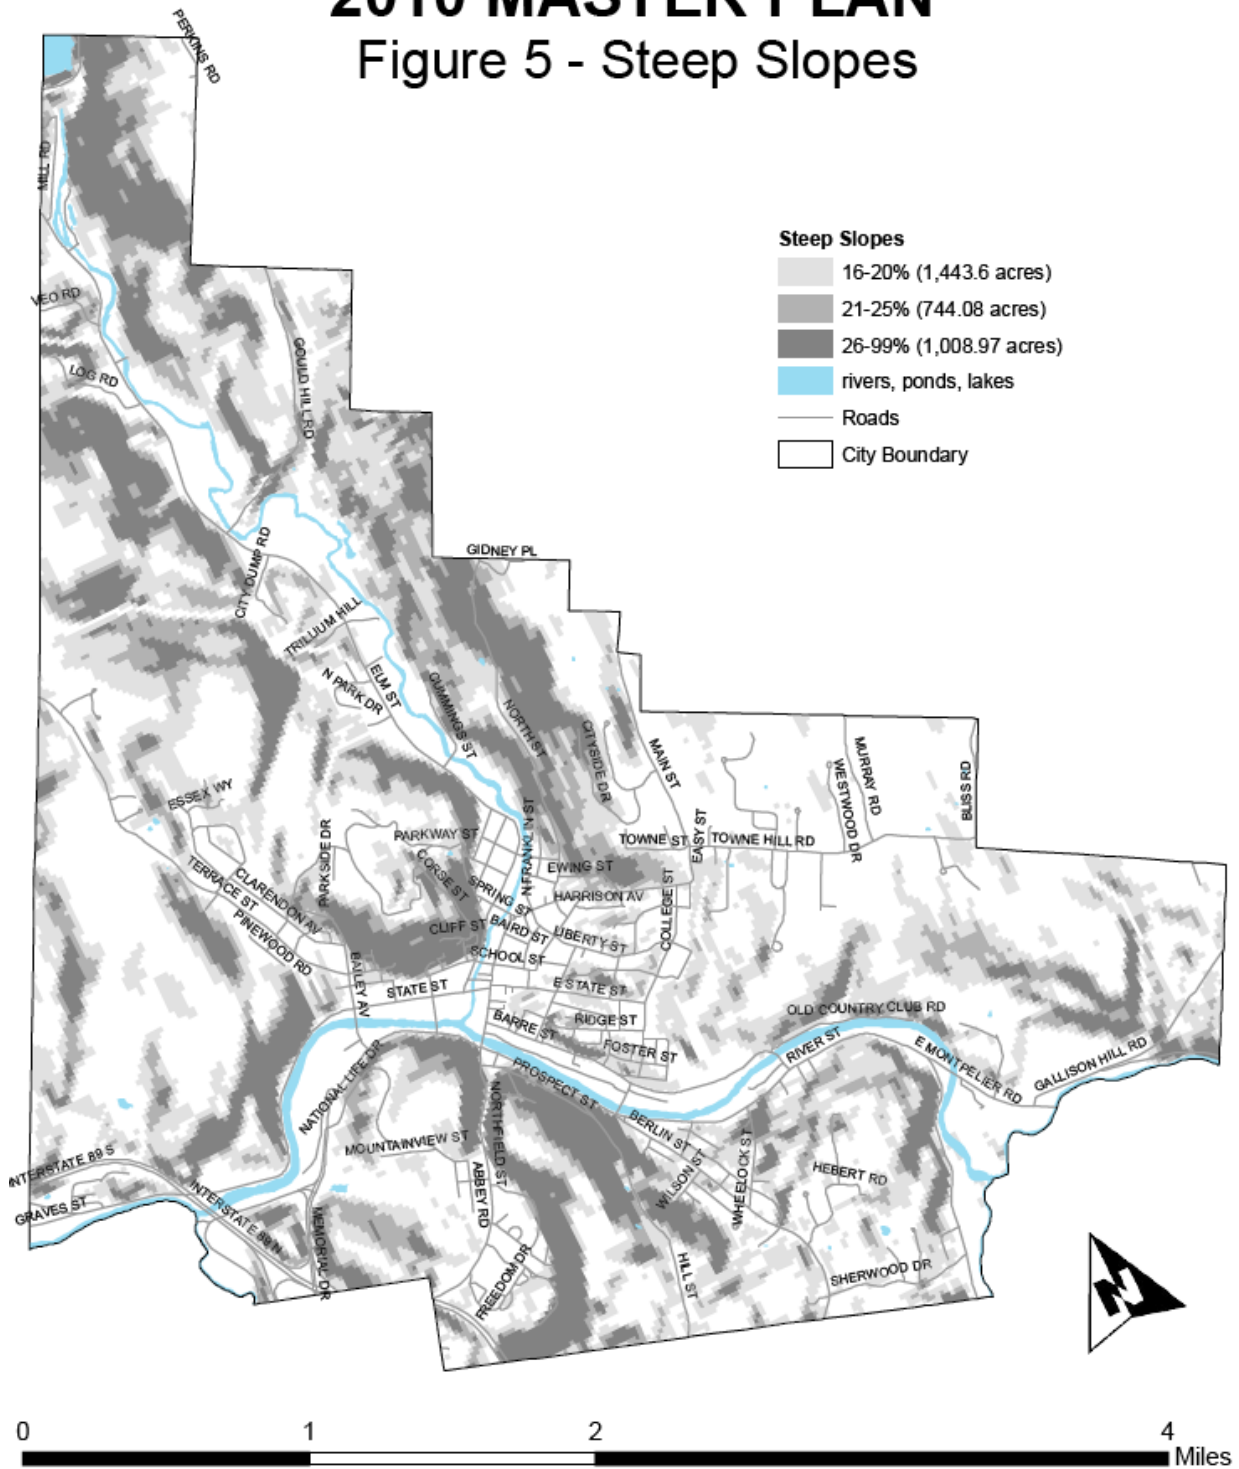 2010 MASTER PLAN
Figure 5 - Steep Slopes
PERKINS RD
MILL RD
Steep Slopes
16-20% (1,443.6 acres)
21-25% (744.08 acres)
26-99% (1,008.97 acres)
rivers, ponds, lakes
Roads
City Boundary
VEO RD
LOG RD
GOULD HILL RD
GIDNEY PL
CITY DUMP RD
TRILLIUM HILL
N PARK DR
ELM ST
CUMMINGS ST
NORTH ST
CITYSIDE DR
MAIN ST
MURRAY RD
WESTWOOD DR
BLISS RD
ESSEX WY
PARKSIDE DR
PARKWAY ST
CORSE ST
N FRANKLIN ST
TOWNE ST
EASY ST
TOWNE HILL RD
EWING ST
HARRISON AV
TERRACE ST
CLARENDON AV
PINEWOOD RD
SPRING ST
CLIFF ST
BAIRD ST
LIBERTY ST
COLLEGE ST
SCHOOL ST
BAILEY AV
STATE ST
E STATE ST
BARRE ST
RIDGE ST
FOSTER ST
OLD COUNTRY CLUB RD
RIVER ST
E MONTPELIER RD
GALLISON HILL RD
NATIONAL LIFE DR
PROSPECT ST
NORTHFIELD ST
BERLIN ST
MOUNTAINVIEW ST
WILSON ST
WHEELOCK ST
HEBERT RD
INTERSTATE 89 S
GRAVES ST
INTERSTATE 89 N
MEMORIAL DR
ABBEY RD
FREEDOM DR
HILL ST
SHERWOOD DR
N
0 1 2 4
Miles